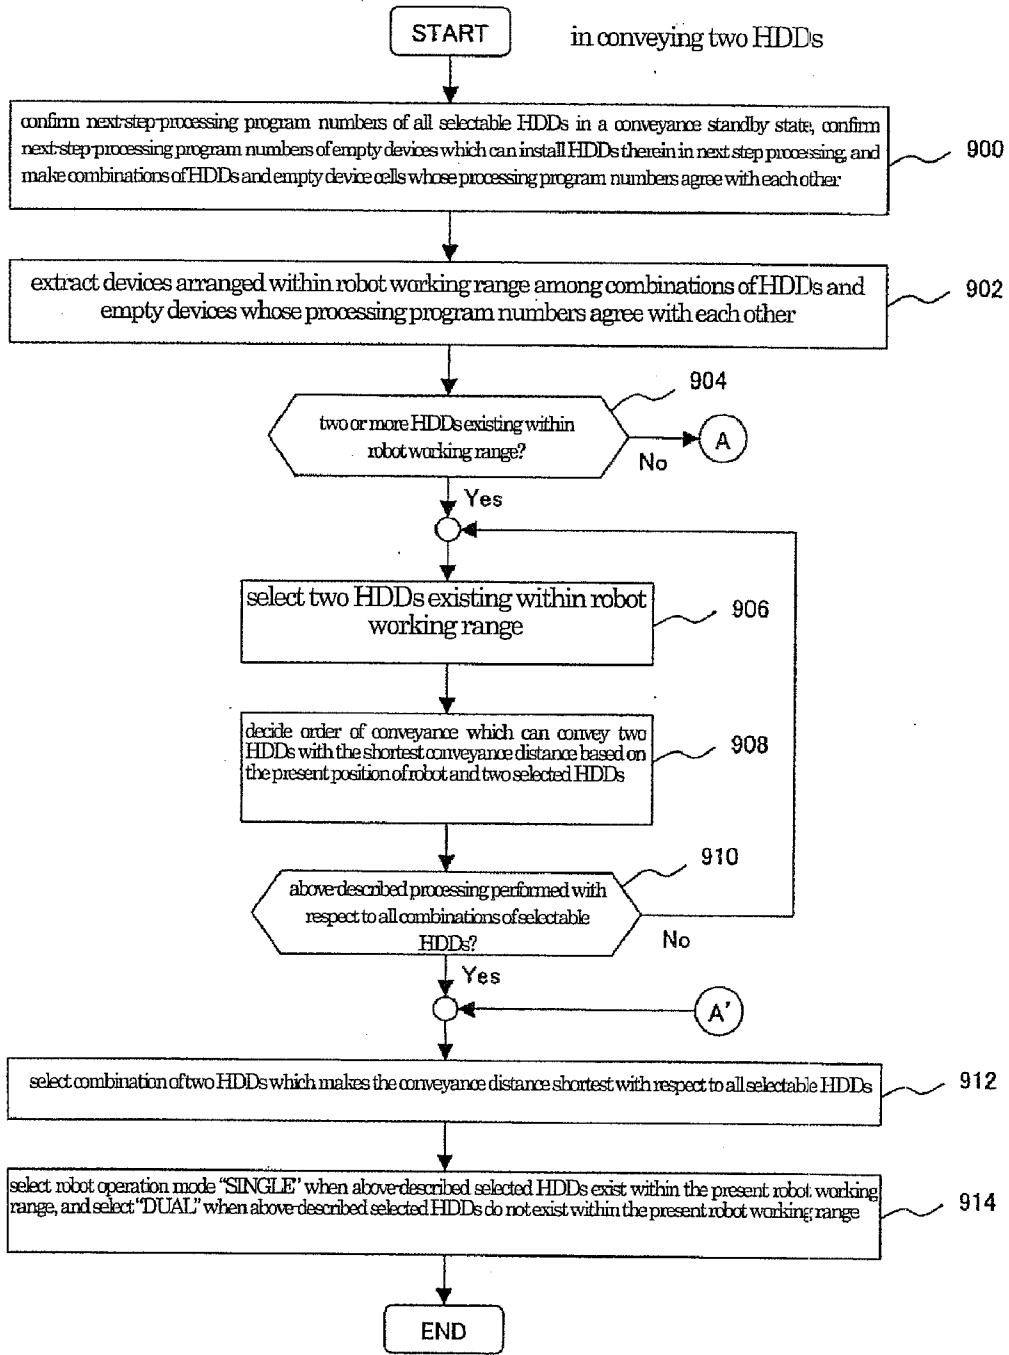 START
in conveying two HDDs
confirm next-step-processing program numbers of all selectable HDDs in a conveyance standby state, confirm
next-step-processing program numbers of empty devices which can install HDDs therein in next step processing, and
make combinations of HDDs and empty device cells whose processing program numbers agree with each other
900
extract devices arranged within robot working range among combinations of HDDs and
empty devices whose processing program numbers agree with each other
902
904
two or more HDDs existing within
robot working range?
A
No
Yes
select two HDDs existing within robot
working range
906
decide order of conveyance which can convey two
HDDs with the shortest conveyance distance based on
the present position of robot and two selected HDDs
908
910
above-described processing performed with
respect to all combinations of selectable
HDDs?
No
Yes
A'
select combination of two HDDs which makes the conveyance distance shortest with respect to all selectable HDDs
912
select robot operation mode "SINGLE" when above-described selected HDDs exist within the present robot working
range, and select "DUAL" when above-described selected HDDs do not exist within the present robot working range
914
END